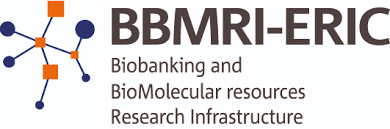 BBMRI-ERIC
Biobanking and
BioMolecular resources
Research Infrastructure